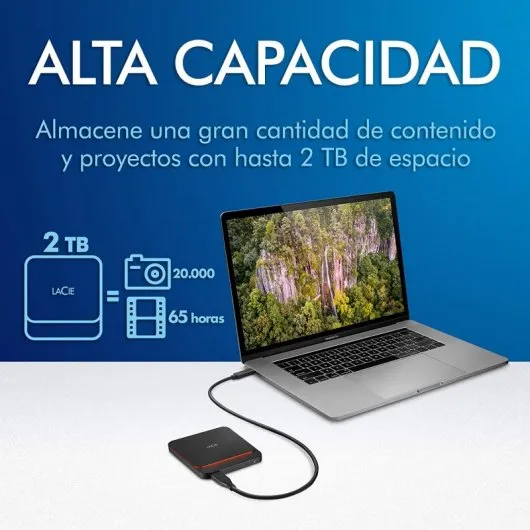 ALTA CAPACIDAD
Almacene una gran cantidad de contenido
y proyectos con hasta 2 TB de espacio
2 TB
LACIE
=
20.000
65 horas
LACIE